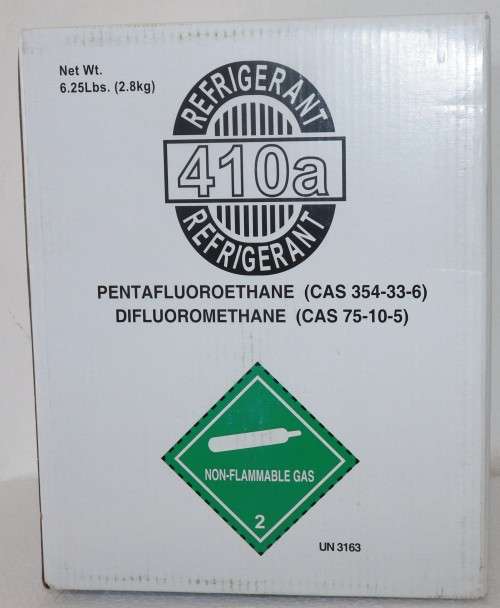 Net Wt.
6.25Lbs. (2.8kg)
REFRIGERANT
410a
REFRIGERANT
PENTAFLUOROETHANE (CAS 354-33-6)
DIFLUOROMETHANE (CAS 75-10-5)
NON-FLAMMABLE GAS
2
UN 3163